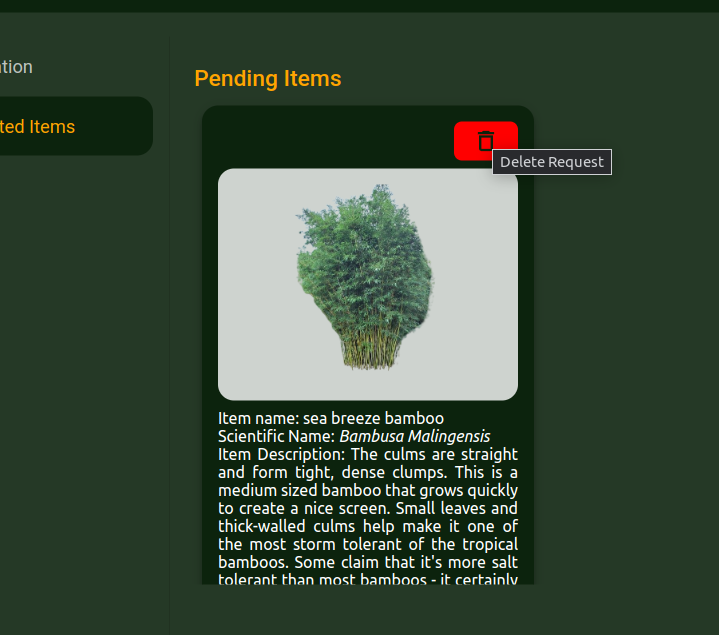 Pending Items
ted Items
Delete Request
Item name: sea breeze bamboo
Scientific Name: Bambusa Malingensis
Item Description: The culms are straight
and form tight, dense clumps. This is a
medium sized bamboo that grows quickly
to create a nice screen. Small leaves and
thick-walled culms help make it one of
the most storm tolerant of the tropical
bamboos. Some claim that it's more salt
tolerant than most bamboos - it certainly